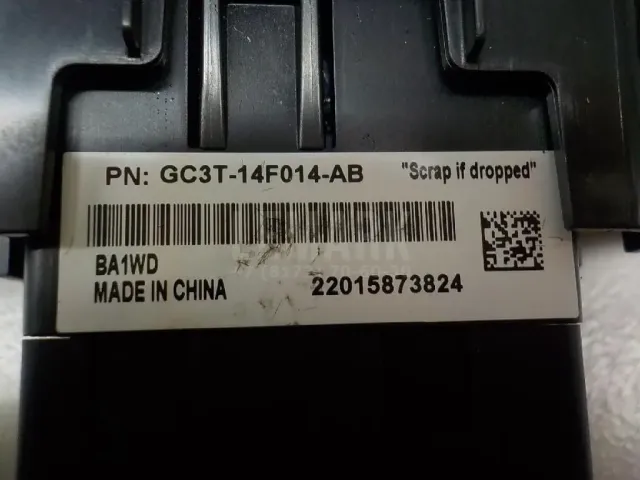 PN: GC3T-14F014-AB "Scrap if dropped"
BA1WD
MADE IN CHINA 22015873824